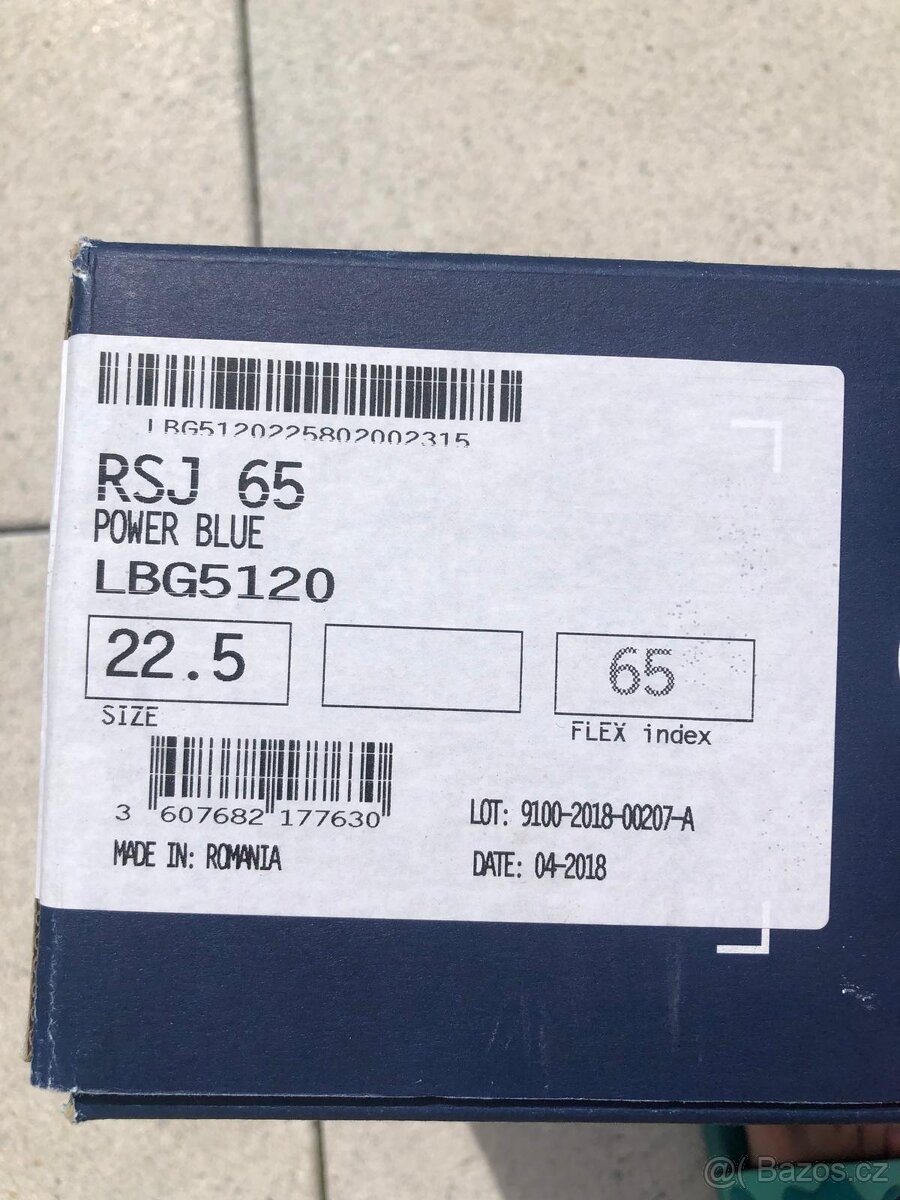 LBG5120225802002315
RSJ 65
POWER BLUE
LBG5120
22.5
65
SIZE
FLEX index
3 607682 177630
LOT: 9100-2018-00207-A
MADE IN: ROMANIA
DATE: 04-2018
@( Bazos.cz